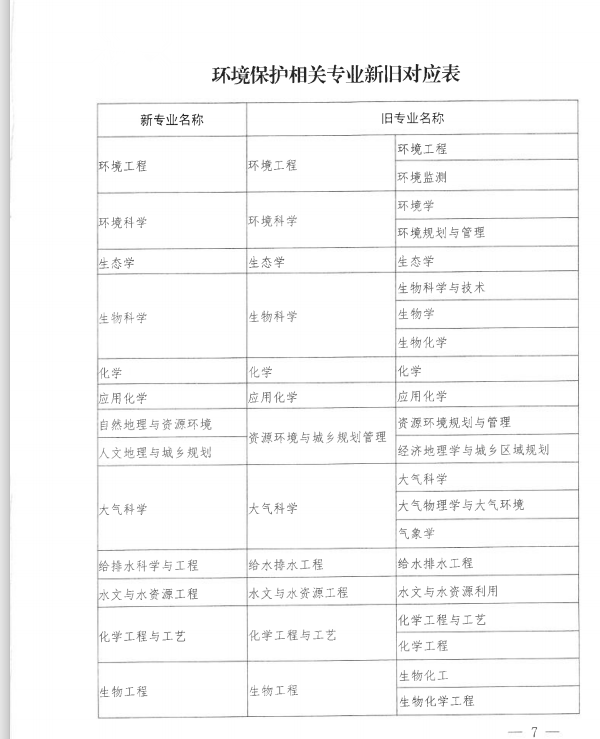 环境保护相关专业新旧对应表
新专业名称 旧专业名称
环境工程 环境工程 环境工程
环境监测
环境科学 环境科学 环境学
环境规划与管理
生态学 生态学 生态学
生物科学 生物科学 生物科学与技术
生物学
生物化学
化学 化学 化学
应用化学 应用化学 应用化学
自然地理与资源环境 资源环境与城乡规划管理 资源环境规划与管理
人文地理与城乡规划 经济地理学与城乡区域规划
大气科学 大气科学 大气科学
大气物理学与大气环境
气象学
给排水科学与工程 给水排水工程 给水排水工程
水文与水资源工程 水文与水资源工程 水文与水资源利用
化学工程与工艺 化学工程与工艺 化学工程与工艺
化学工程
生物工程 生物工程 生物化工
生物化学工程
— 7 —